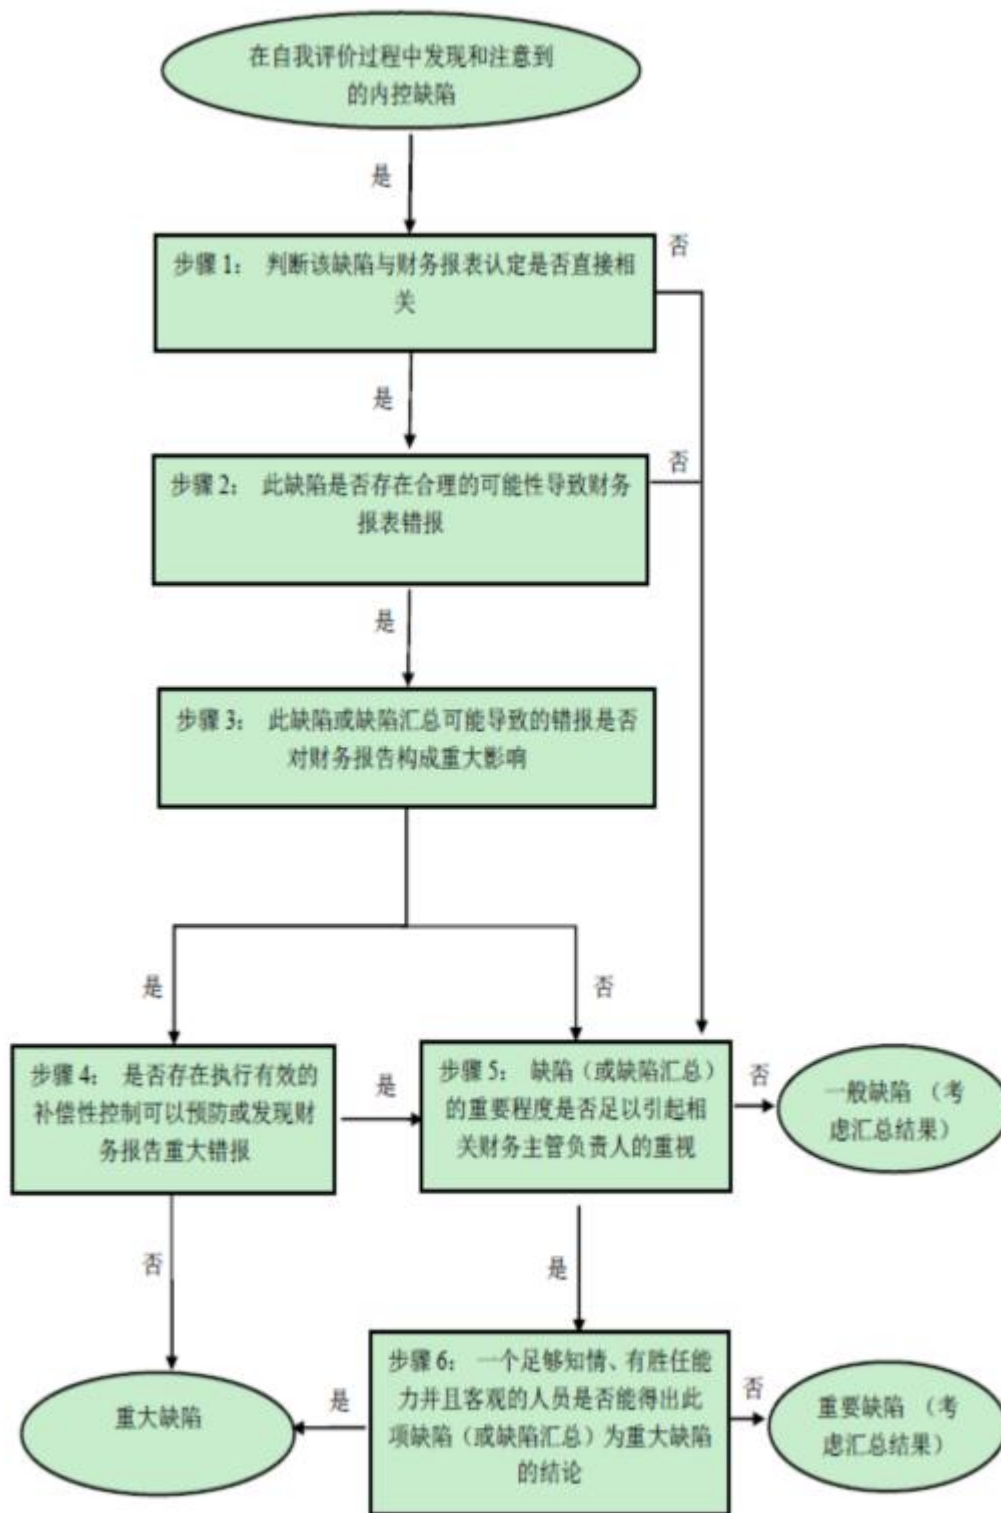 在自我评价过程中发现和注意到
的内控缺陷
是
步骤 1： 判断该缺陷与财务报表认定是否直接相
关
否
是
步骤 2： 此缺陷是否存在合理的可能性导致财务
报表错报
否
是
步骤 3： 此缺陷或缺陷汇总可能导致的错报是否
对财务报告构成重大影响
是
否
步骤 4： 是否存在执行有效的
补偿性控制可以预防或发现财
务报告重大错报
是
步骤 5： 缺陷（或缺陷汇总）
的重要程度是否足以引起相
关财务主管负责人的重视
否
一般缺陷 （考
虑汇总结果）
否
是
重大缺陷
是
步骤 6： 一个足够知情、有胜任能
力并且客观的人员是否能得出此
项缺陷（或缺陷汇总）为重大缺陷
的结论
否
重要缺陷 （考
虑汇总结果）